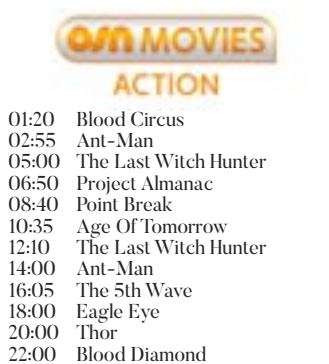 OSN MOVIES
ACTION
01:20 Blood Circus
02:55 Ant-Man
05:00 The Last Witch Hunter
06:50 Project Almanac
08:40 Point Break
10:35 Age Of Tomorrow
12:10 The Last Witch Hunter
14:00 Ant-Man
16:05 The 5th Wave
18:00 Eagle Eye
20:00 Thor
22:00 Blood Diamond